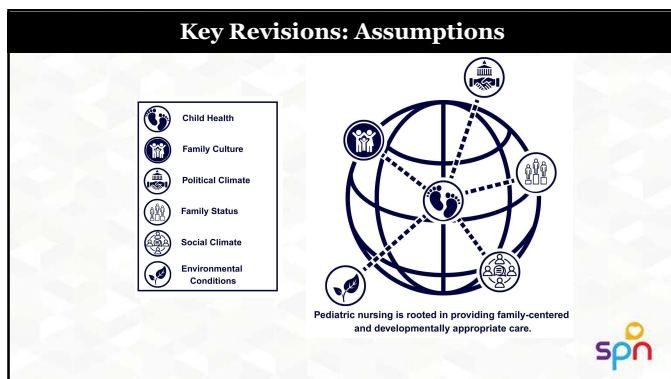 Key Revisions: Assumptions
Child Health
Family Culture
Political Climate
Family Status
Social Climate
Environmental
Conditions
Pediatric nursing is rooted in providing family-centered
and developmentally appropriate care.
spn